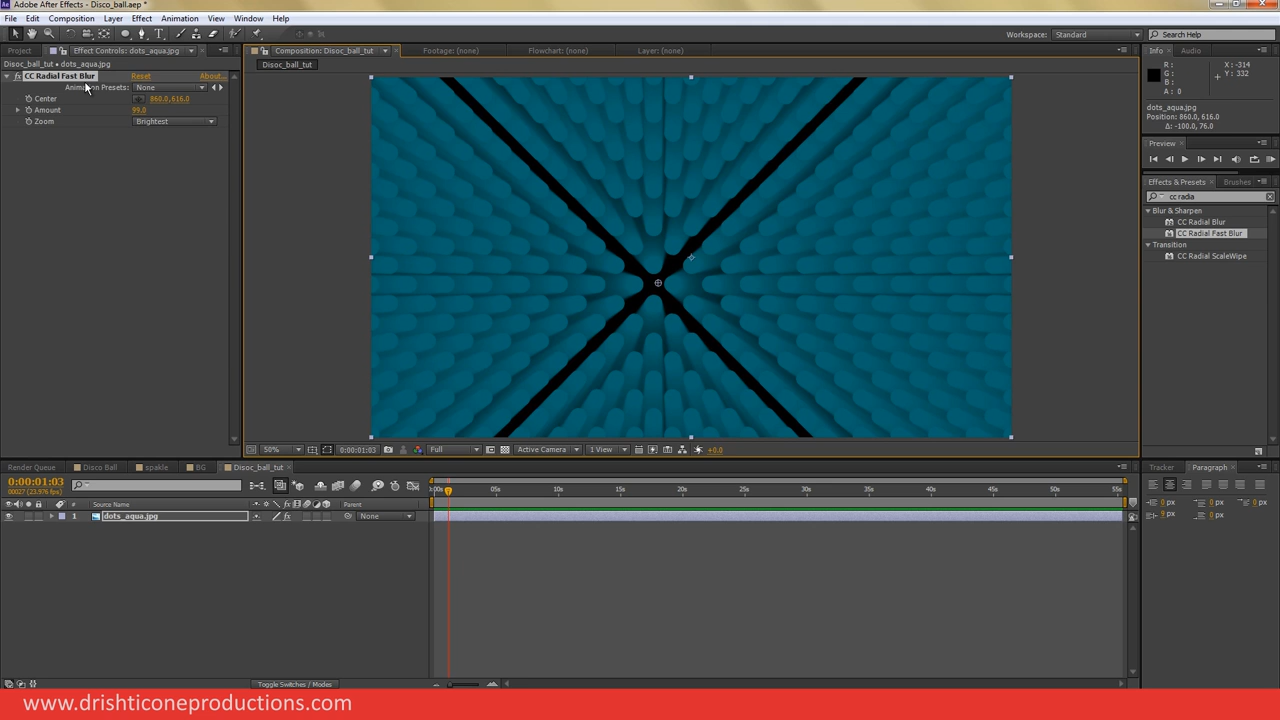 Adobe After Effects - Disco_ball.aep *
File Edit Composition Layer Effect Animation View Window Help
Workspace: Standard
Search Help
Project
Effect Controls: dots_aqua.jpg
Composition: Disoc_ball_tut
Footage: (none)
Flowchart: (none)
Layer: (none)
Info
Audio
Disoc_ball_tut • dots_aqua.jpg
Disoc_ball_tut
fx CC Radial Fast Blur Reset About...
Animation Presets: None
Center 860.0,616.0
Amount 99.0
Zoom Brightest
R :
G :
B :
A : 0
X : -314
Y : 332
dots_aqua.jpg
Position: 860.0, 616.0
Δ: -100.0, 76.0
Preview
Effects & Presets
Brushes
cc radia
Blur & Sharpen
CC Radial Blur
CC Radial Fast Blur
Transition
CC Radial ScaleWipe
50%
0:00:01:03
Full
Active Camera
1 View
+0.0
Render Queue
Disco Ball
spakle
BG
Disoc_ball_tut
Tracker
Paragraph
0:00:01:03
00027 (23.976 fps)
05s 10s 15s 20s 25s 30s 35s 40s 45s 50s 55s
# Source Name Parent
1 dots_aqua.jpg fx None
0 px 0 px 0 px
0 px
Toggle Switches / Modes
www.drishticoneproductions.com